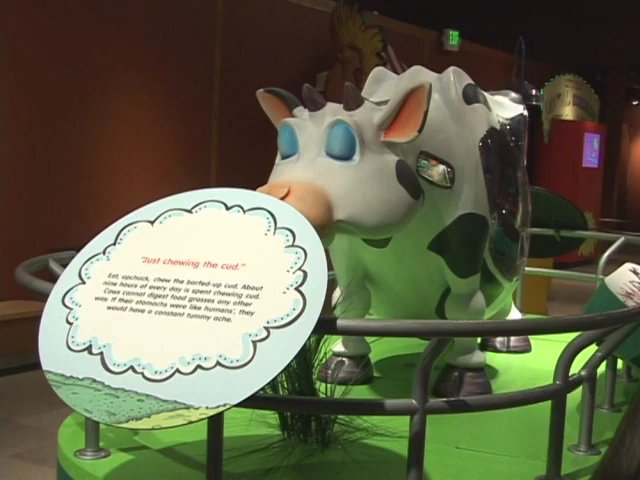 "Just chewing the cud."
Eat, upchuck, chew the barfed-up cud. About
nine hours of every day is spent chewing cud.
Cows cannot digest food grasses any other
way. If their stomachs were like humans', they
would have a constant tummy ache.
EXIT